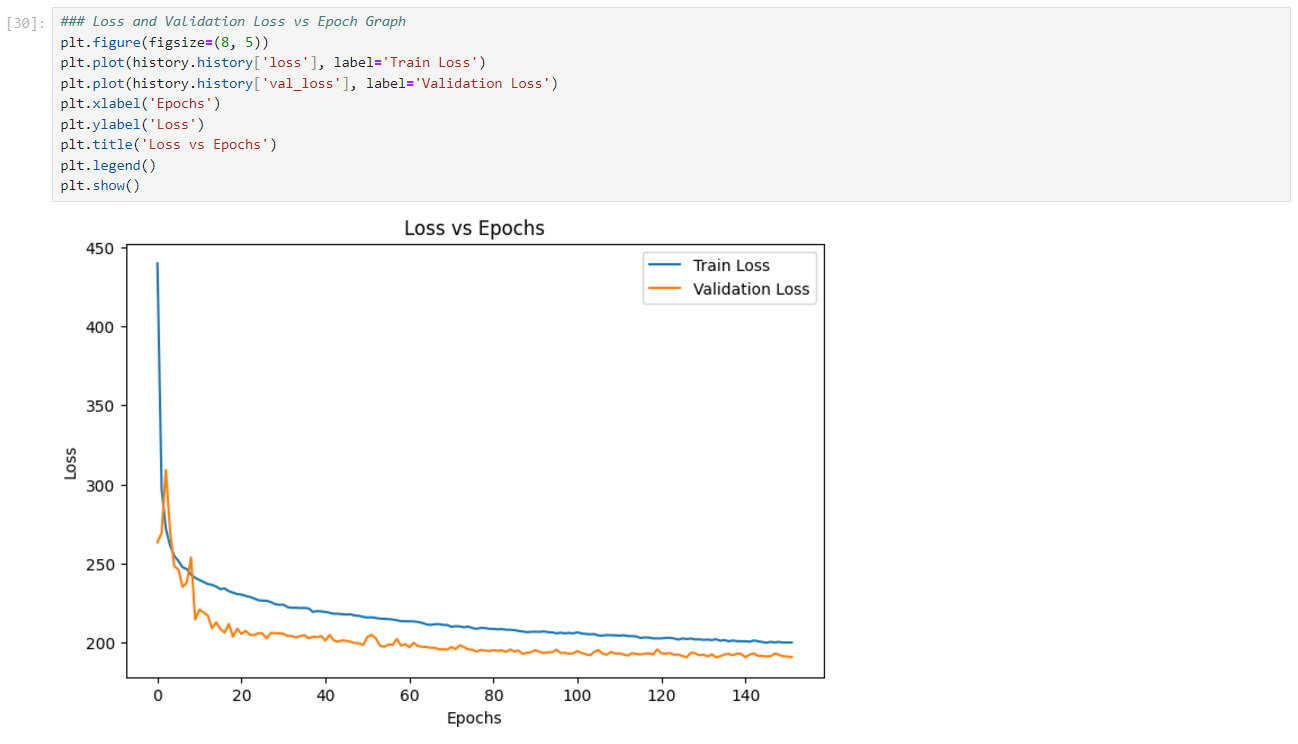 [30]:
### Loss and Validation Loss vs Epoch Graph
plt.figure(figsize=(8, 5))
plt.plot(history.history['loss'], label='Train Loss')
plt.plot(history.history['val_loss'], label='Validation Loss')
plt.xlabel('Epochs')
plt.ylabel('Loss')
plt.title('Loss vs Epochs')
plt.legend()
plt.show()
Loss vs Epochs
Train Loss
Validation Loss
450
400
350
300
250
200
Loss
0 20 40 60 80 100 120 140
Epochs